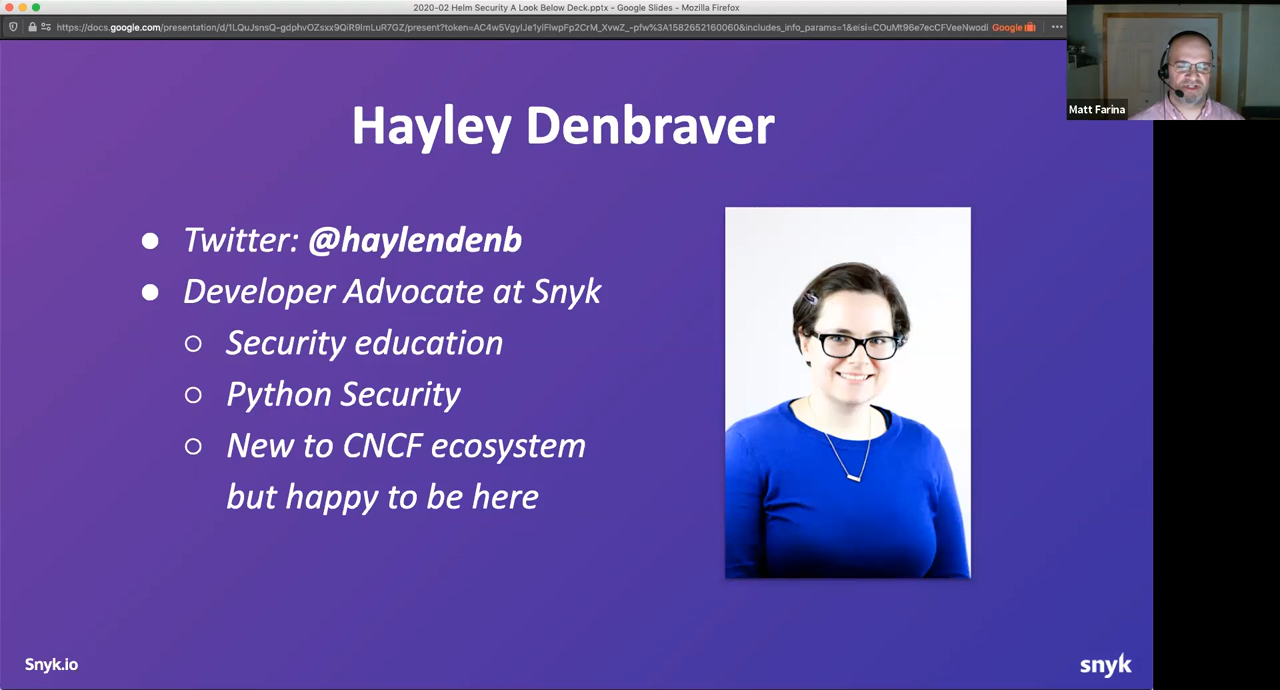 2020-02 Helm Security A Look Below Deck.pptx - Google Slides - Mozilla Firefox
Google
Matt Farina
Hayley Denbraver
● Twitter: @haylendenb
● Developer Advocate at Snyk
○ Security education
○ Python Security
○ New to CNCF ecosystem
but happy to be here
Snyk.io
snyk